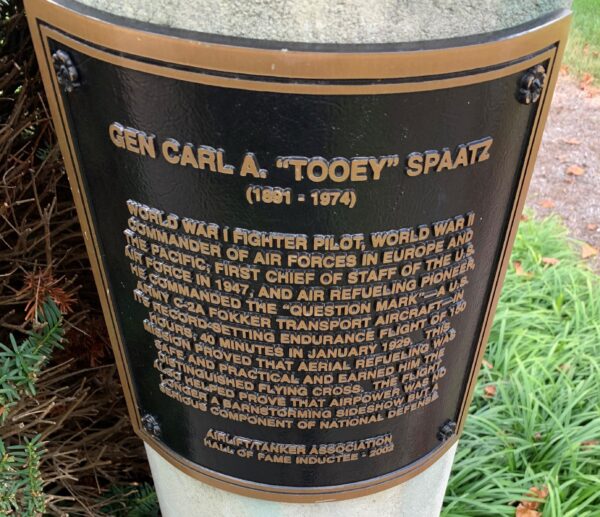 GEN CARL A. "TOOEY" SPAATZ
(1891 - 1974)
WORLD WAR I FIGHTER PILOT, WORLD WAR II
COMMANDER OF AIR FORCES IN EUROPE AND
THE PACIFIC, FIRST CHIEF OF STAFF OF THE U.S.
AIR FORCE IN 1947, AND AIR REFUELING PIONEER.
HE COMMANDED THE "QUESTION MARK"—A U.S.
ARMY C-2A FOKKER TRANSPORT AIRCRAFT—IN
ITS RECORD-SETTING ENDURANCE FLIGHT OF 150
HOURS, 40 MINUTES IN JANUARY 1929. THIS
MISSION PROVED THAT AERIAL REFUELING WAS
SAFE AND PRACTICAL AND EARNED HIM THE
DISTINGUISHED FLYING CROSS. THE FLIGHT
ALSO HELPED PROVE THAT AIRPOWER WAS NO
LONGER A BARNSTORMING SIDESHOW BUT A
SERIOUS COMPONENT OF NATIONAL DEFENSE.
AIRLIFT/TANKER ASSOCIATION
HALL OF FAME INDUCTEE - 2002